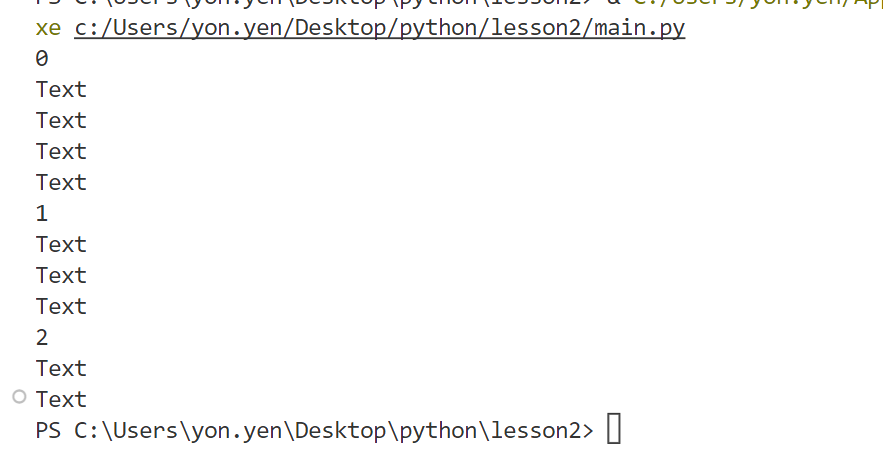 PS C:\Users\yon.yen\Desktop\python\lesson2> & C:/Users/yon.yen/App
xe c:/Users/yon.yen/Desktop/python/lesson2/main.py
0
Text
Text
Text
Text
1
Text
Text
Text
2
Text
Text
PS C:\Users\yon.yen\Desktop\python\lesson2>